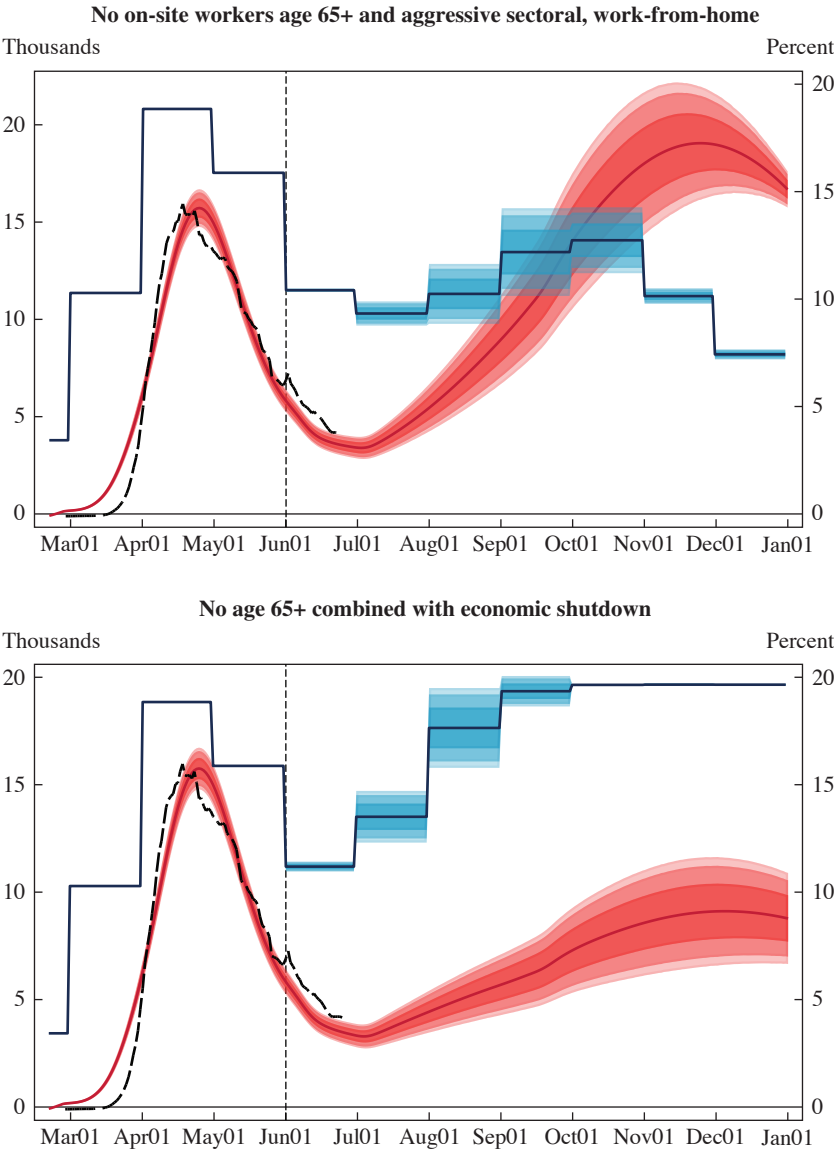 No on-site workers age 65+ and aggressive sectoral, work-from-home
Thousands Percent
20 20
15 15
10 10
5 5
0 0
Mar01 Apr01 May01 Jun01 Jul01 Aug01 Sep01 Oct01 Nov01 Dec01 Jan01
No age 65+ combined with economic shutdown
Thousands Percent
20 20
15 15
10 10
5 5
0 0
Mar01 Apr01 May01 Jun01 Jul01 Aug01 Sep01 Oct01 Nov01 Dec01 Jan01